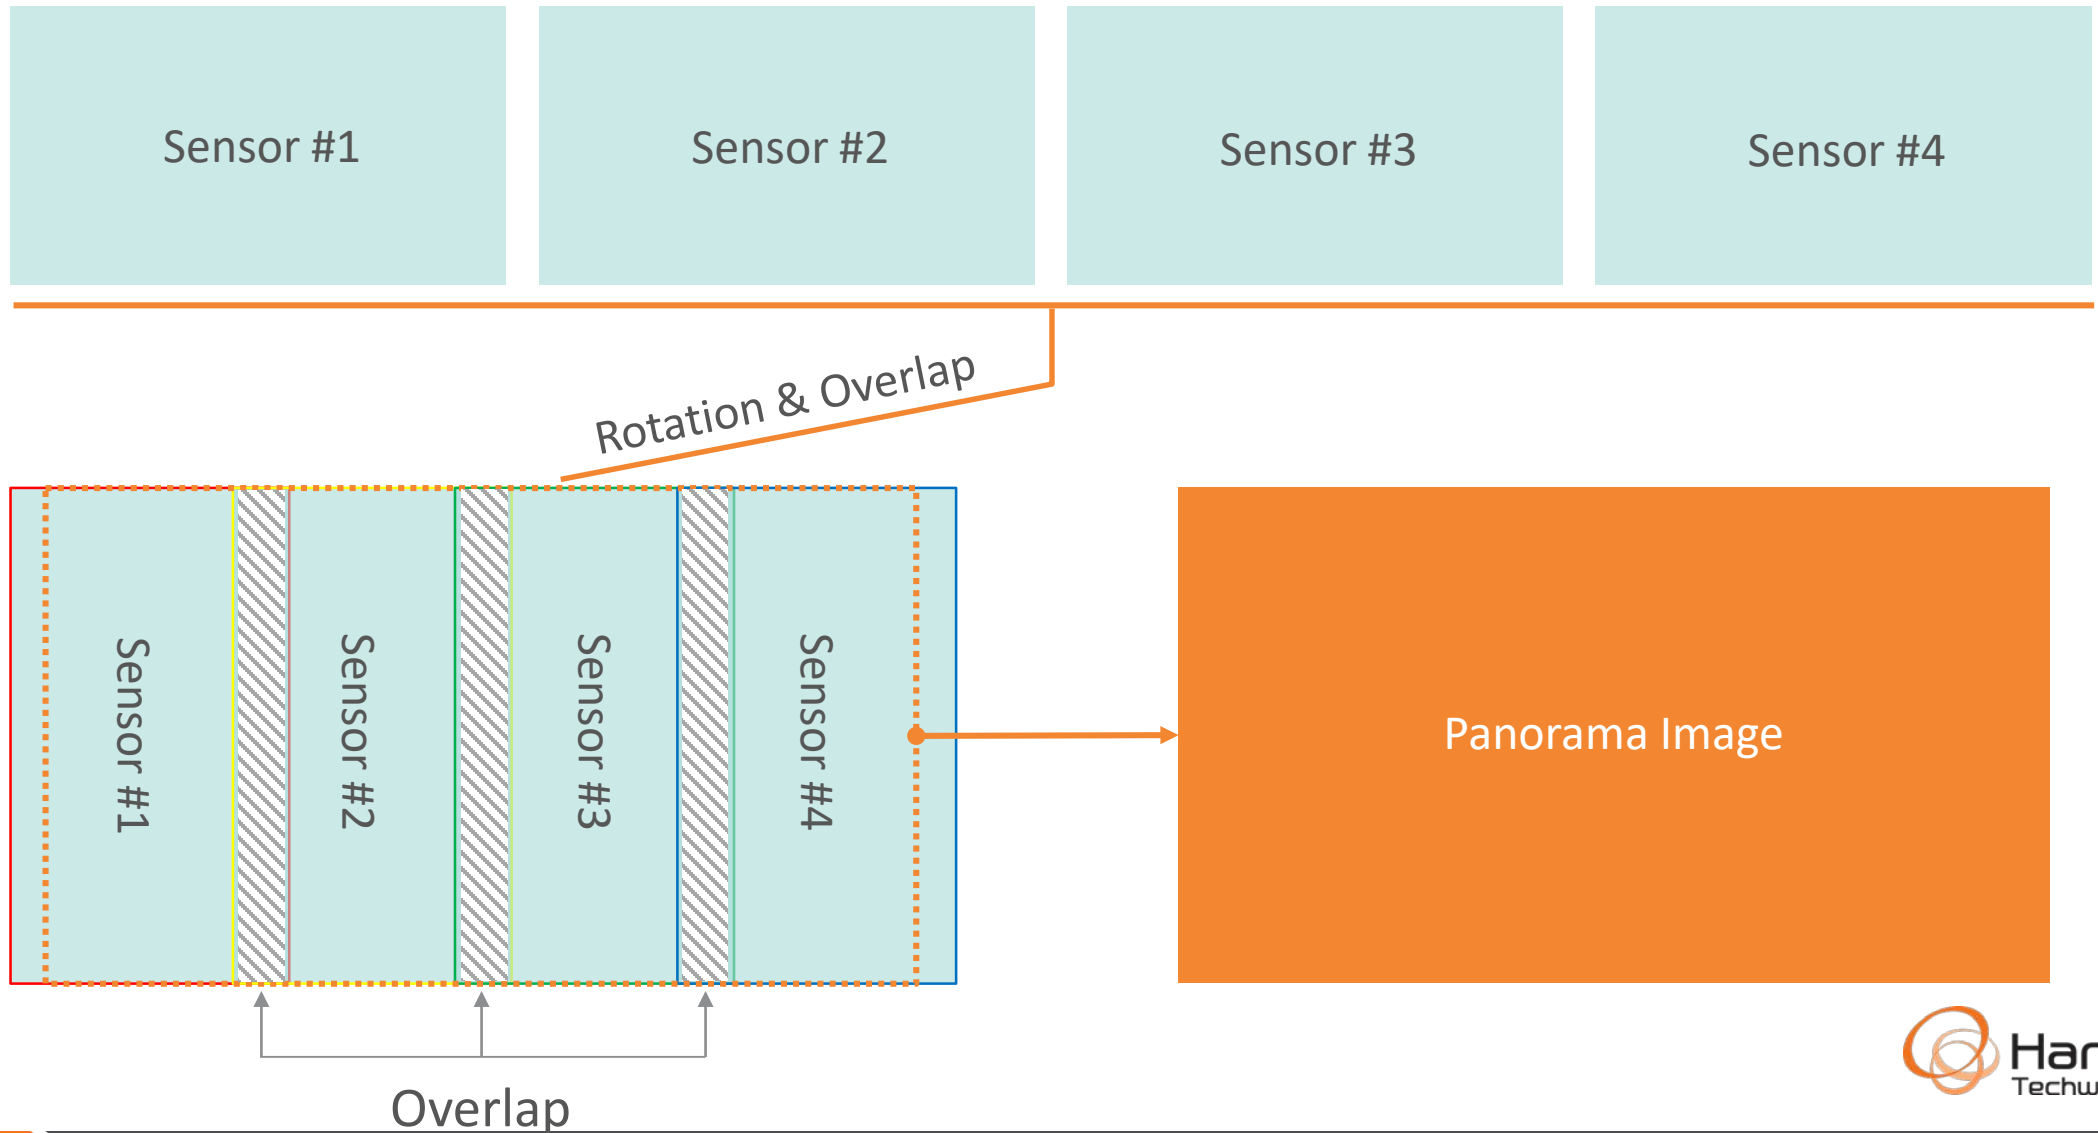 Sensor #1
Sensor #2
Sensor #3
Sensor #4
Rotation & Overlap
Sensor #1
Sensor #2
Sensor #3
Sensor #4
Panorama Image
Overlap